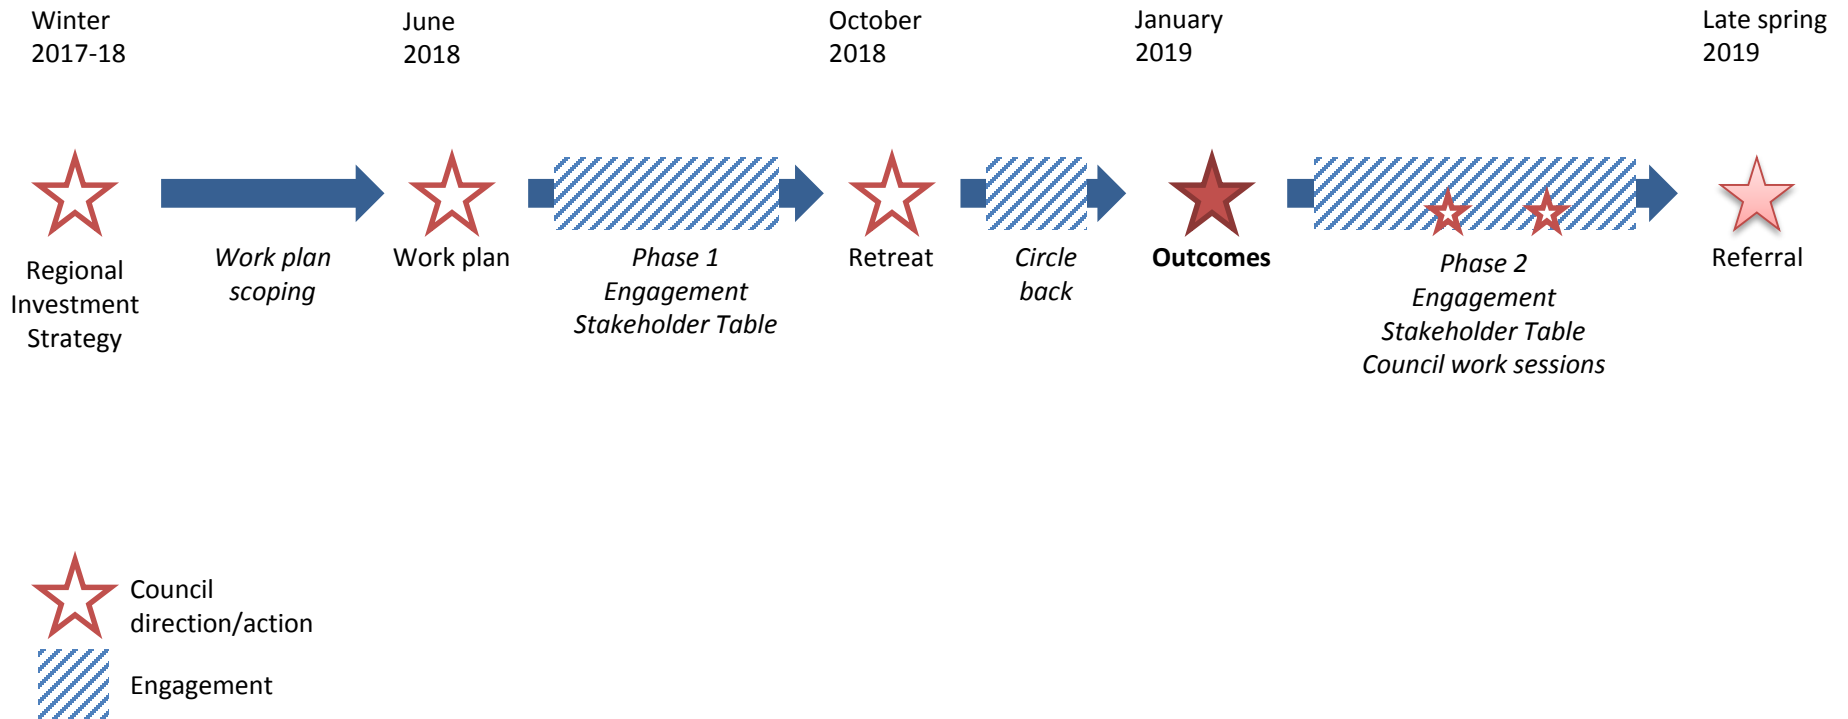 Winter
2017-18
June
2018
October
2018
January
2019
Late spring
2019
Regional
Investment
Strategy
Work plan
scoping
Work plan
Phase 1
Engagement
Stakeholder Table
Retreat
Circle
back
Outcomes
Phase 2
Engagement
Stakeholder Table
Council work sessions
Referral
Council
direction/action
Engagement